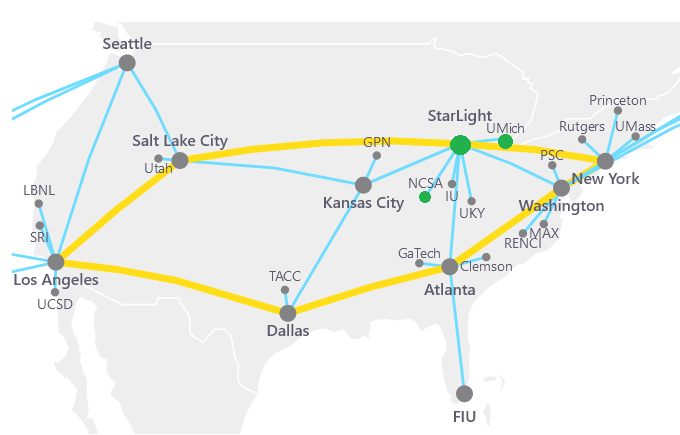 Seattle
Princeton
StarLight
UMich
Rutgers
UMass
Salt Lake City
GPN
PSC
Utah
New York
NCSA
IU
LBNL
Kansas City
Washington
UKY
SRI
MAX
RENCI
GaTech
Clemson
Los Angeles
TACC
Atlanta
UCSD
Dallas
FIU